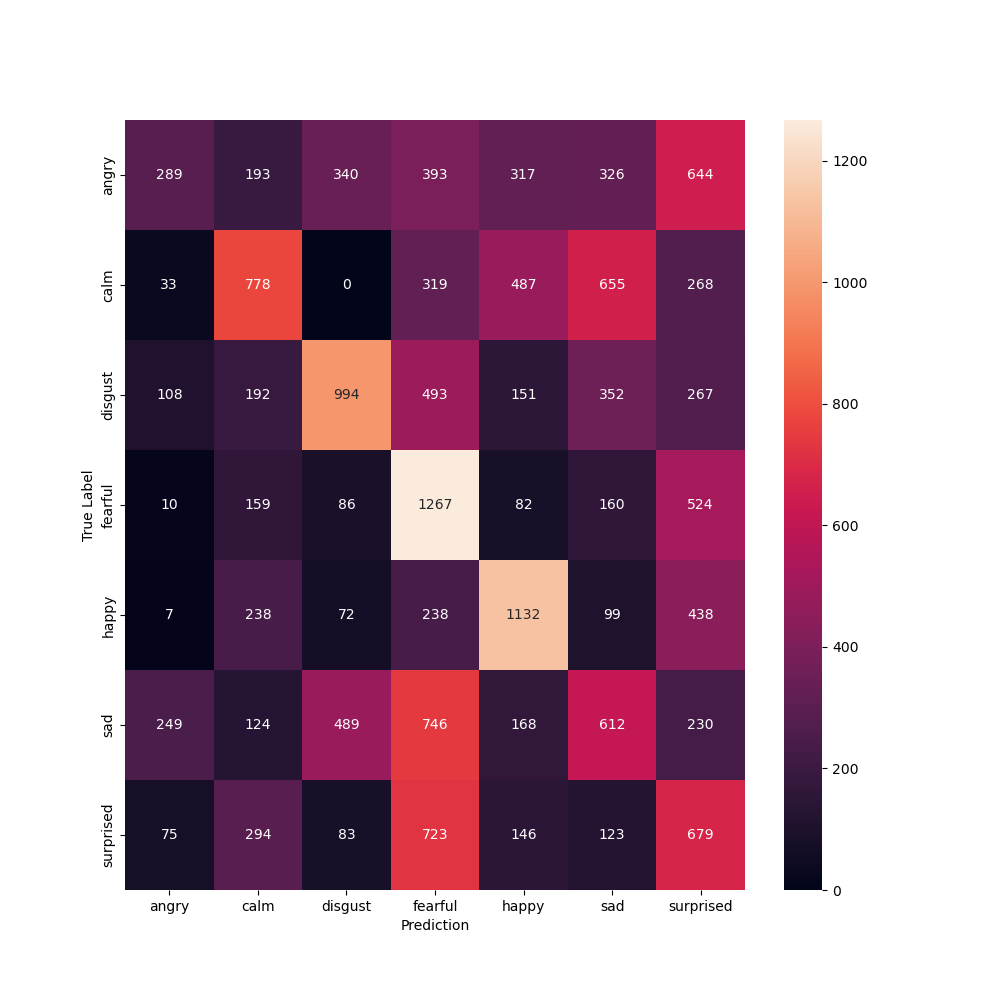 angry 289 193 340 393 317 326 644
calm 33 778 0 319 487 655 268
disgust 108 192 994 493 151 352 267
fearful 10 159 86 1267 82 160 524
happy 7 238 72 238 1132 99 438
sad 249 124 489 746 168 612 230
surprised 75 294 83 723 146 123 679
True Label
angry calm disgust fearful happy sad surprised
Prediction
1200
1000
800
600
400
200
0